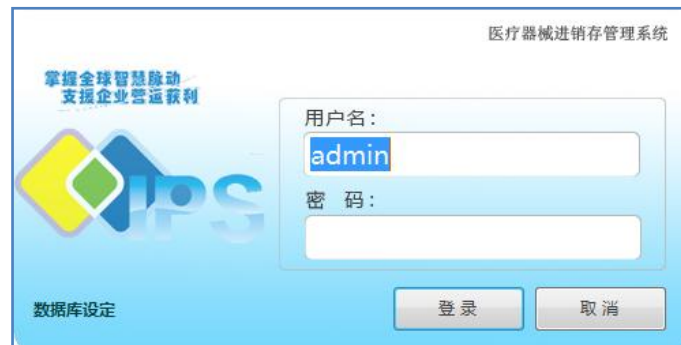 医疗器械进销存管理系统
掌握全球智慧脉动
支援企业营运获利
IPS
用户名：
admin
密 码：
数据库设定
登 录
取 消